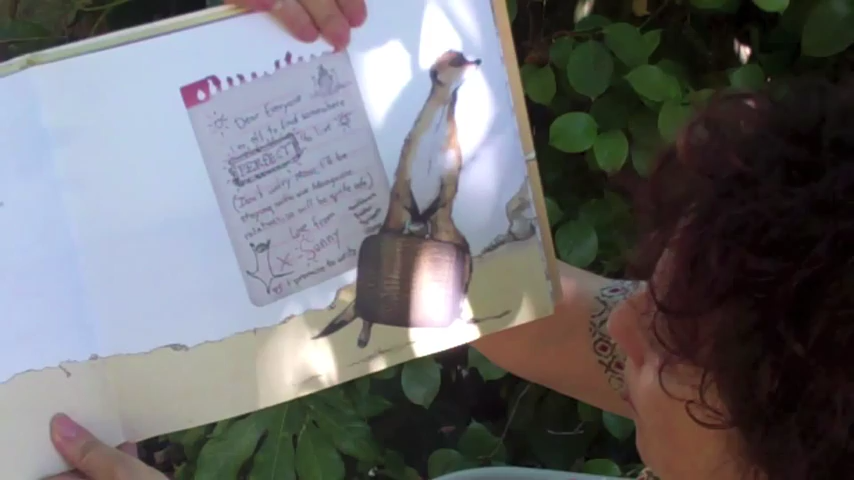 Dear Everyone
I'm off to find somewhere
PERFECT to live
(Don't worry Mum, I'll be
staying with our Mongoose
relatives so will be quite safe)
Love from
x Sunny
I promise to write